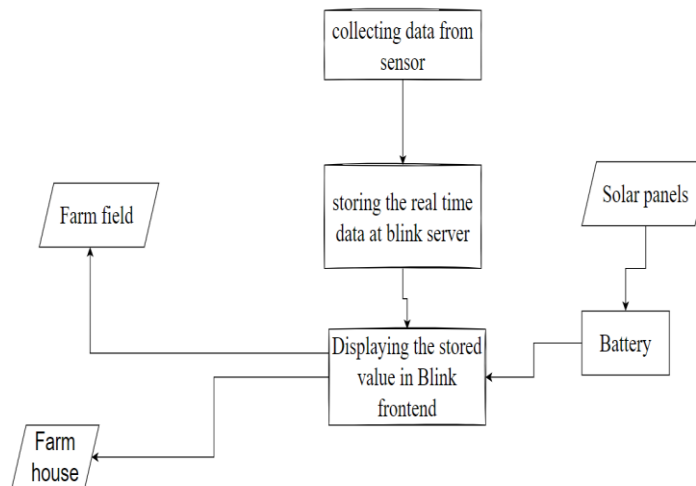 collecting data from
sensor
storing the real time
data at blink server
Solar panels
Farm field
Displaying the stored
value in Blink
frontend
Battery
Farm
house